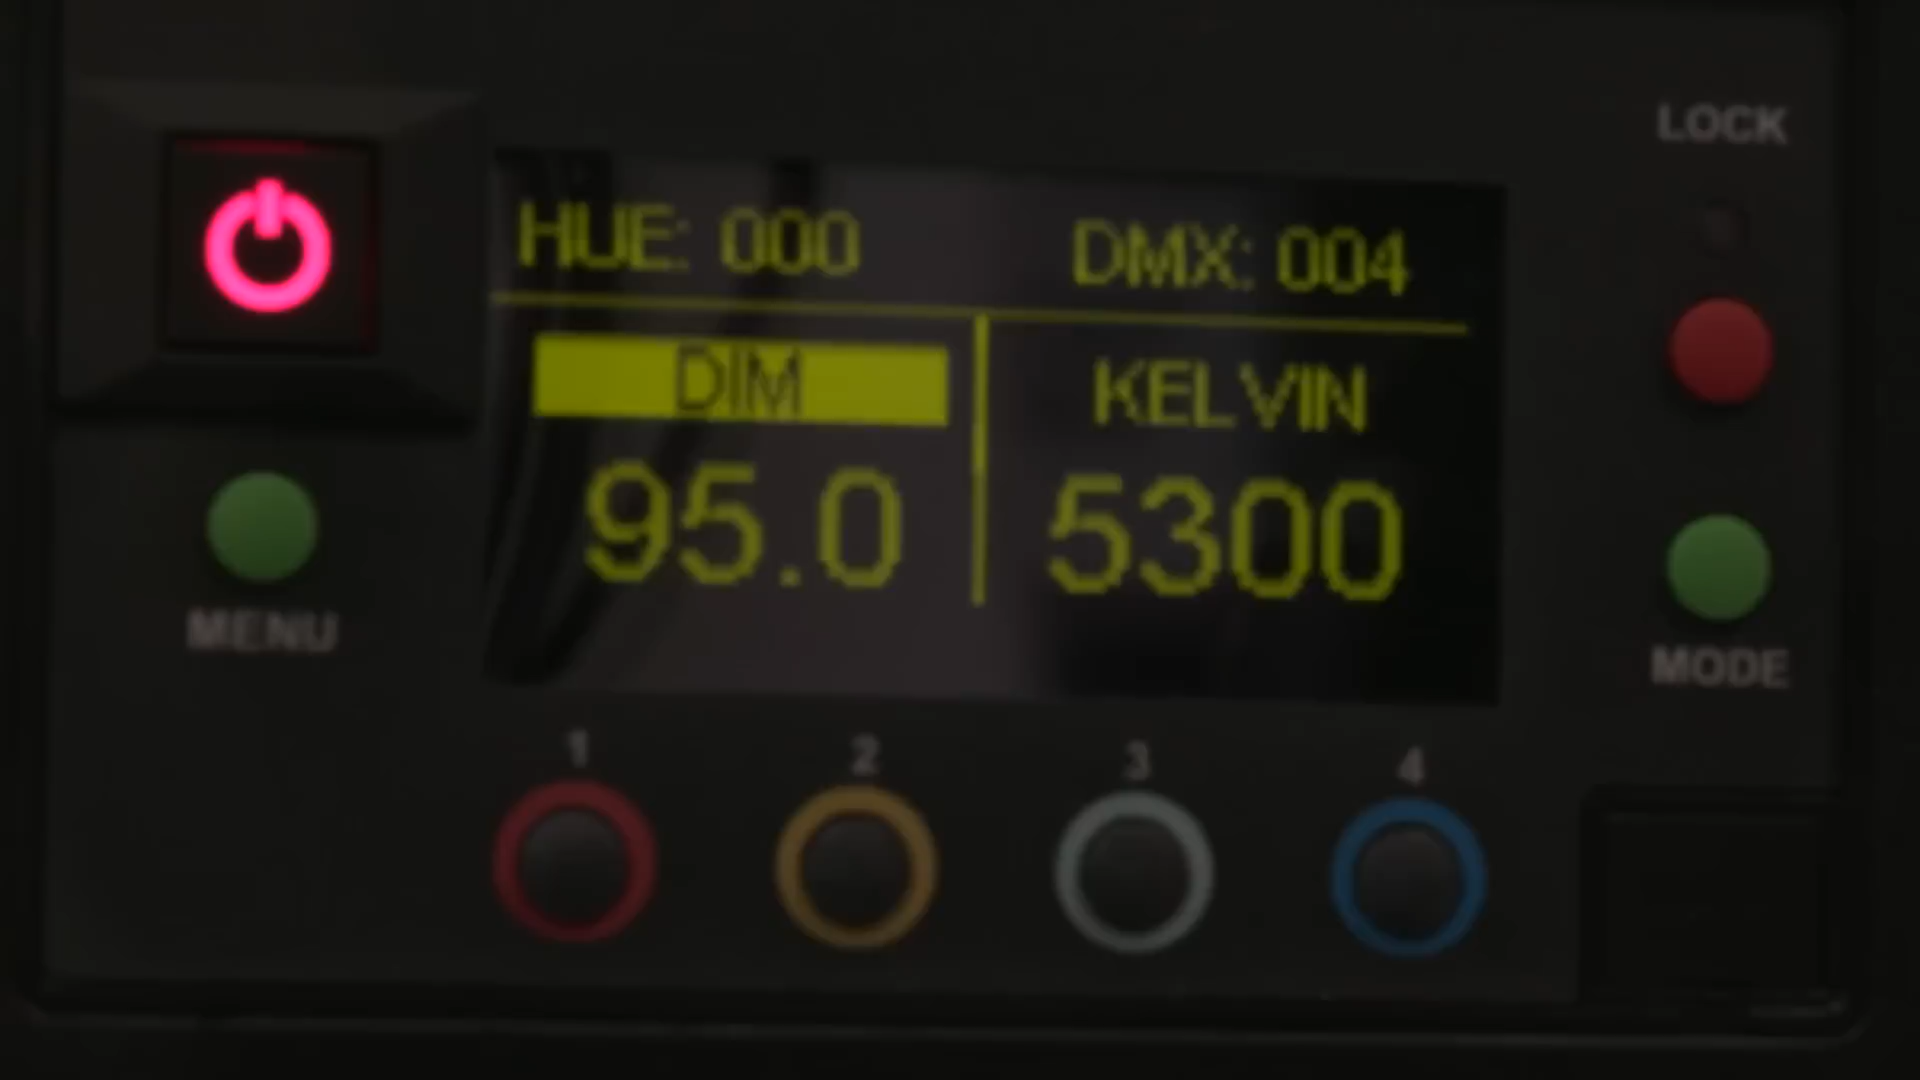 LOCK
HUE: 000 DMX: 004
DIM KELVIN
95.0 5300
MENU MODE
1 2 3 4